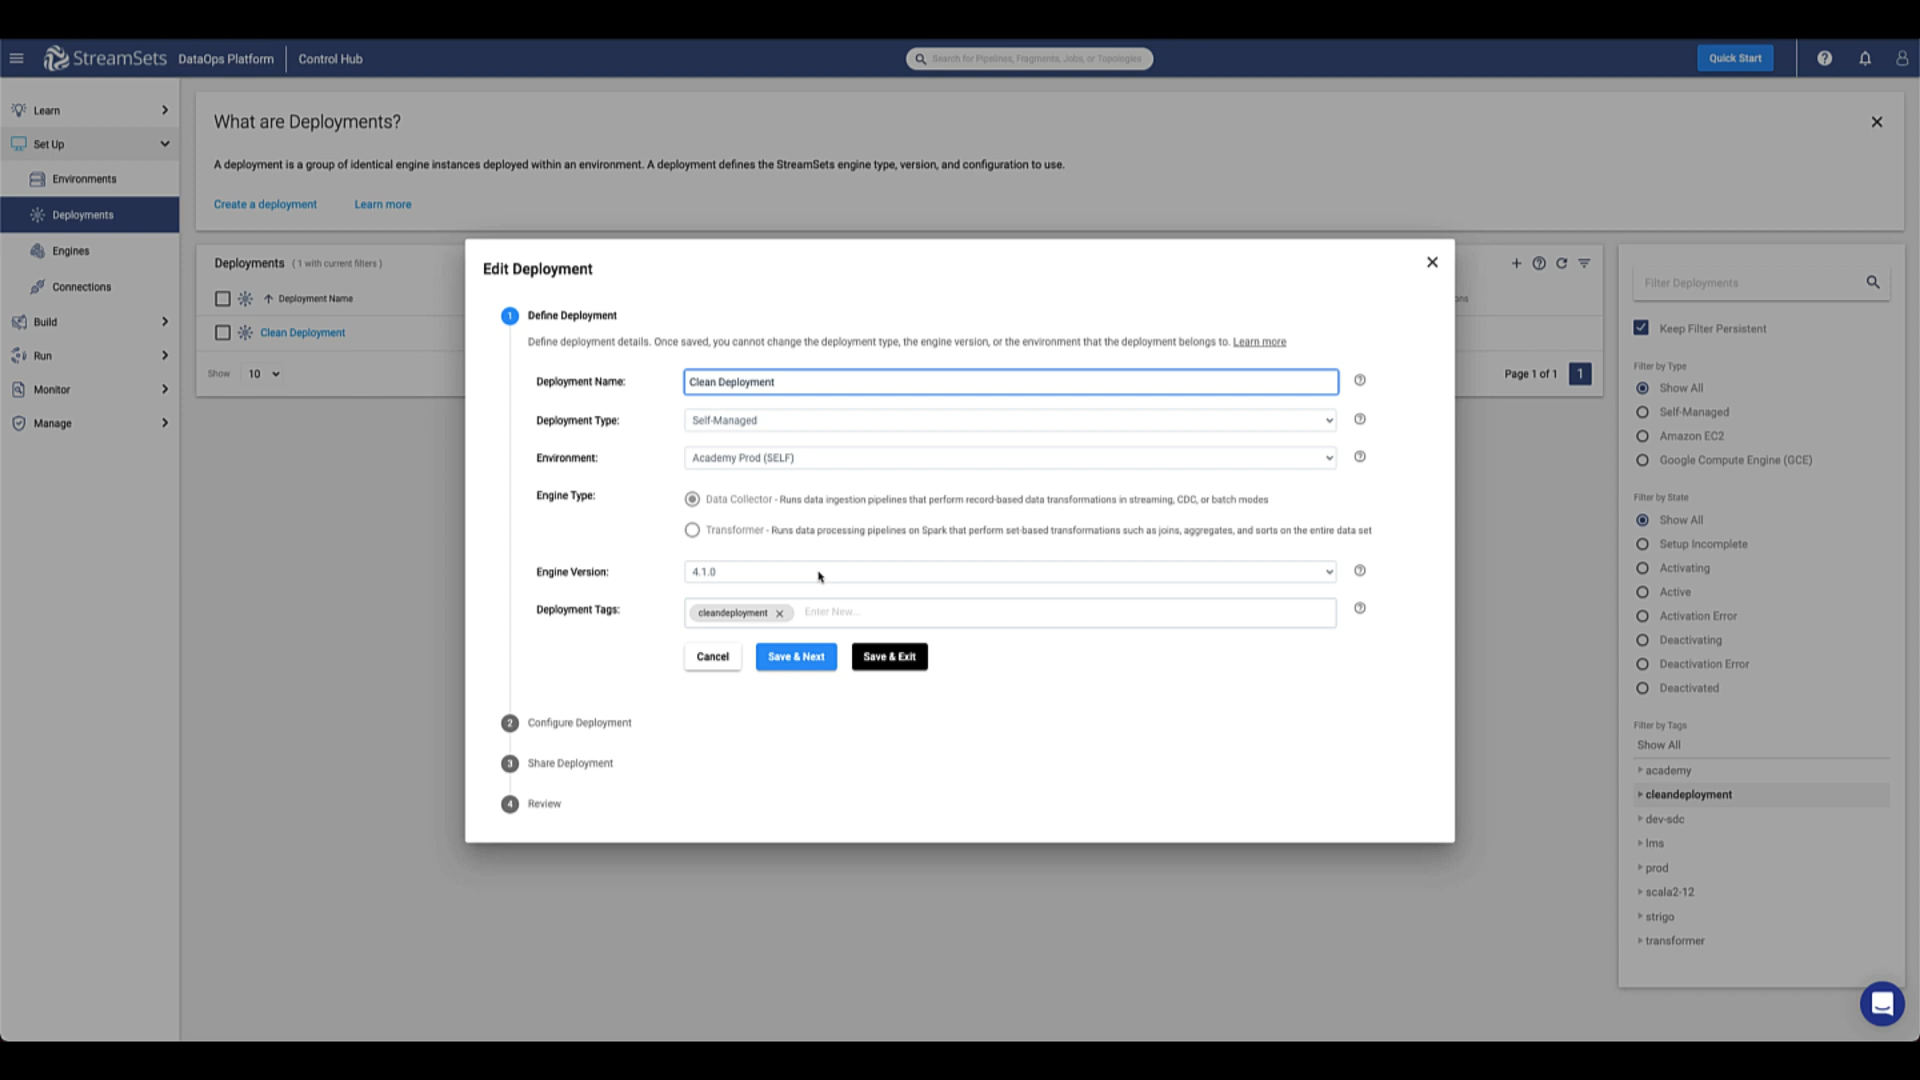 StreamSets DataOps Platform Control Hub
Search for Pipelines, Fragments, Jobs, or Topologies
Quick Start
Learn
Set Up
Environments
Deployments
Engines
Connections
Build
Run
Monitor
Manage
What are Deployments?
A deployment is a group of identical engine instances deployed within an environment. A deployment defines the StreamSets engine type, version, and configuration to use.
Create a deployment Learn more
Deployments ( 1 with current filters )
Deployment Name
Clean Deployment
Show 10
Page 1 of 1 1
Edit Deployment
1 Define Deployment
Define deployment details. Once saved, you cannot change the deployment type, the engine version, or the environment that the deployment belongs to. Learn more
Deployment Name: Clean Deployment
Deployment Type: Self-Managed
Environment: Academy Prod (SELF)
Engine Type: Data Collector - Runs data ingestion pipelines that perform record-based data transformations in streaming, CDC, or batch modes
Transformer - Runs data processing pipelines on Spark that perform set-based transformations such as joins, aggregates, and sorts on the entire data set
Engine Version: 4.1.0
Deployment Tags: cleandeployment Enter New...
Cancel Save & Next Save & Exit
2 Configure Deployment
3 Share Deployment
4 Review
Filter Deployments
Keep Filter Persistent
Filter by Type
Show All
Self-Managed
Amazon EC2
Google Compute Engine (GCE)
Filter by State
Show All
Setup Incomplete
Activating
Active
Activation Error
Deactivating
Deactivation Error
Deactivated
Filter by Tags
Show All
academy
cleandeployment
dev-sdc
lms
prod
scala2-12
strigo
transformer